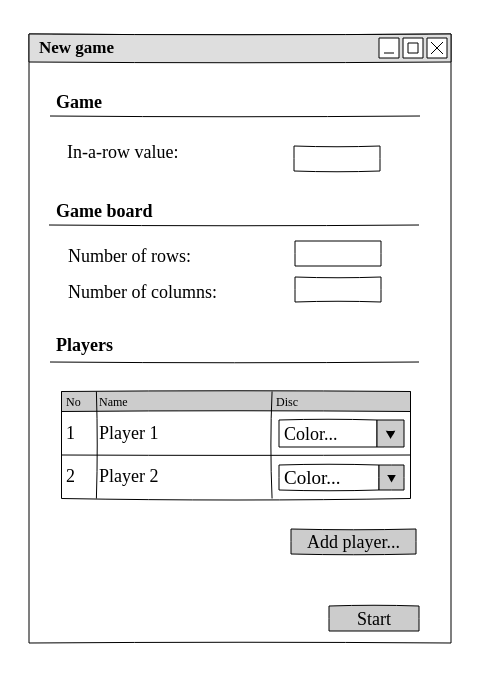 New game
Game
In-a-row value:
Game board
Number of rows:
Number of columns:
Players
No Name Disc
1 Player 1 Color...
2 Player 2 Color...
Add player...
Start